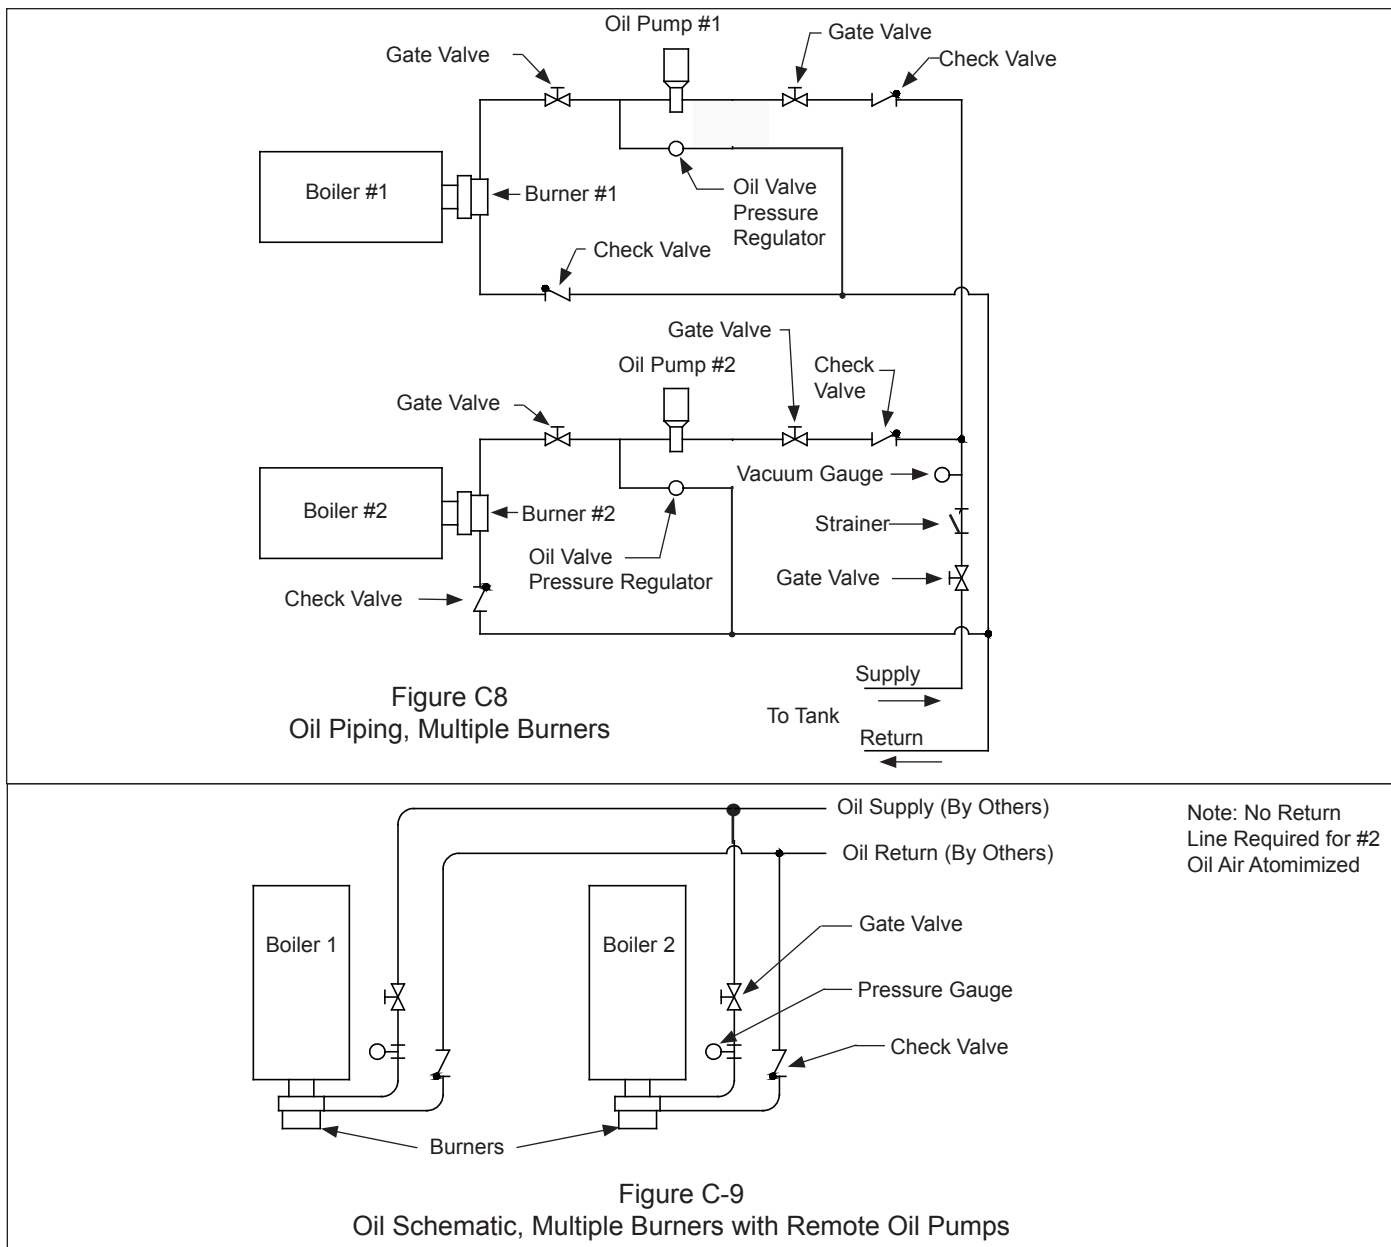 Oil Pump #1
Gate Valve
Gate Valve
Check Valve
Boiler #1
Burner #1
Oil Valve
Pressure
Regulator
Check Valve
Gate Valve
Oil Pump #2
Check
Valve
Gate Valve
Vacuum Gauge
Boiler #2
Burner #2
Strainer
Oil Valve
Pressure Regulator
Gate Valve
Check Valve
Supply
To Tank
Return
Figure C8
Oil Piping, Multiple Burners
Oil Supply (By Others)
Oil Return (By Others)
Note: No Return
Line Required for #2
Oil Air Atomimized
Boiler 1
Boiler 2
Gate Valve
Pressure Gauge
Check Valve
Burners
Figure C-9
Oil Schematic, Multiple Burners with Remote Oil Pumps